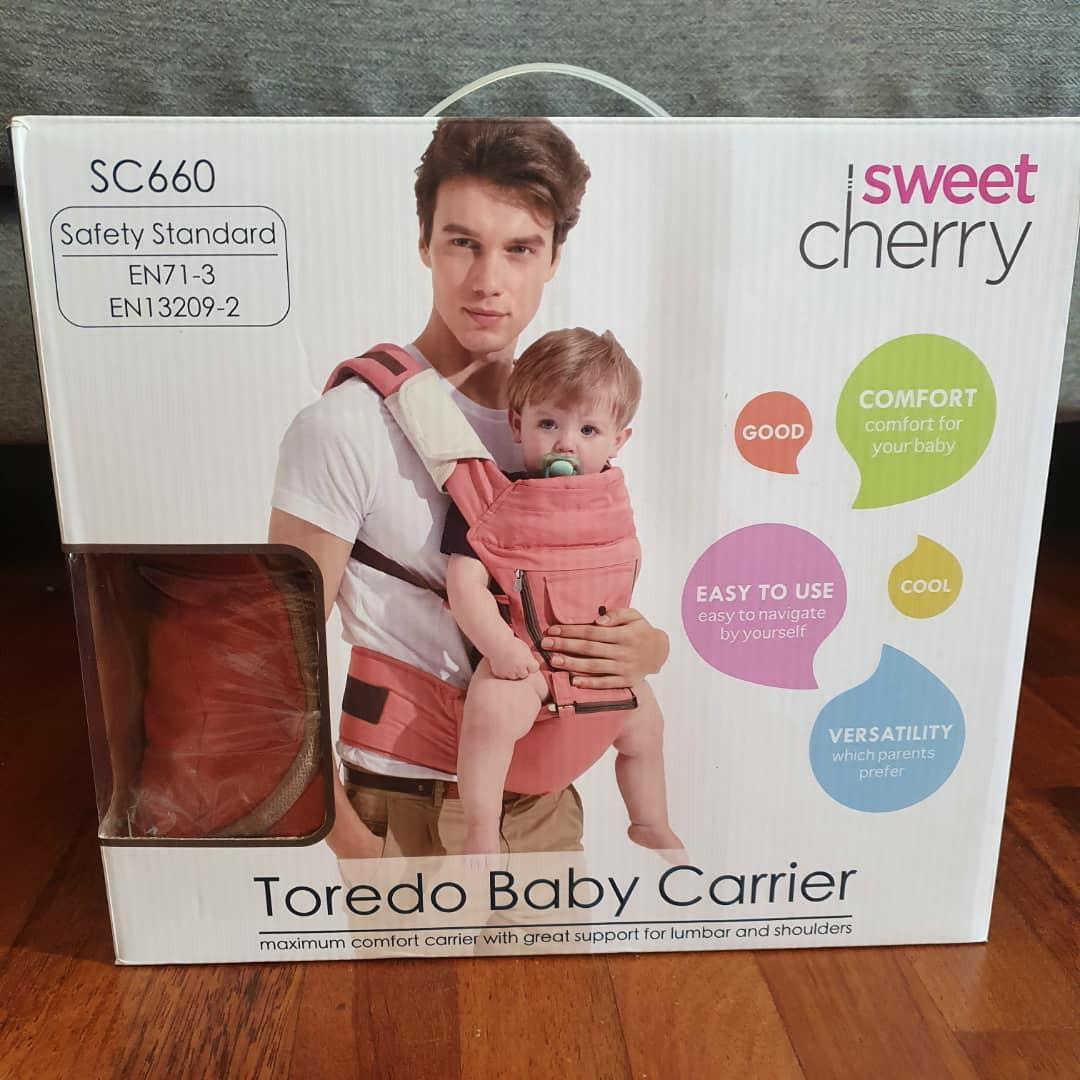 SC660
Safety Standard
EN71-3
EN13209-2
sweet
cherry
GOOD
COMFORT
comfort for
your baby
EASY TO USE
easy to navigate
by yourself
COOL
VERSATILITY
which parents
prefer
Toredo Baby Carrier
maximum comfort carrier with great support for lumbar and shoulders